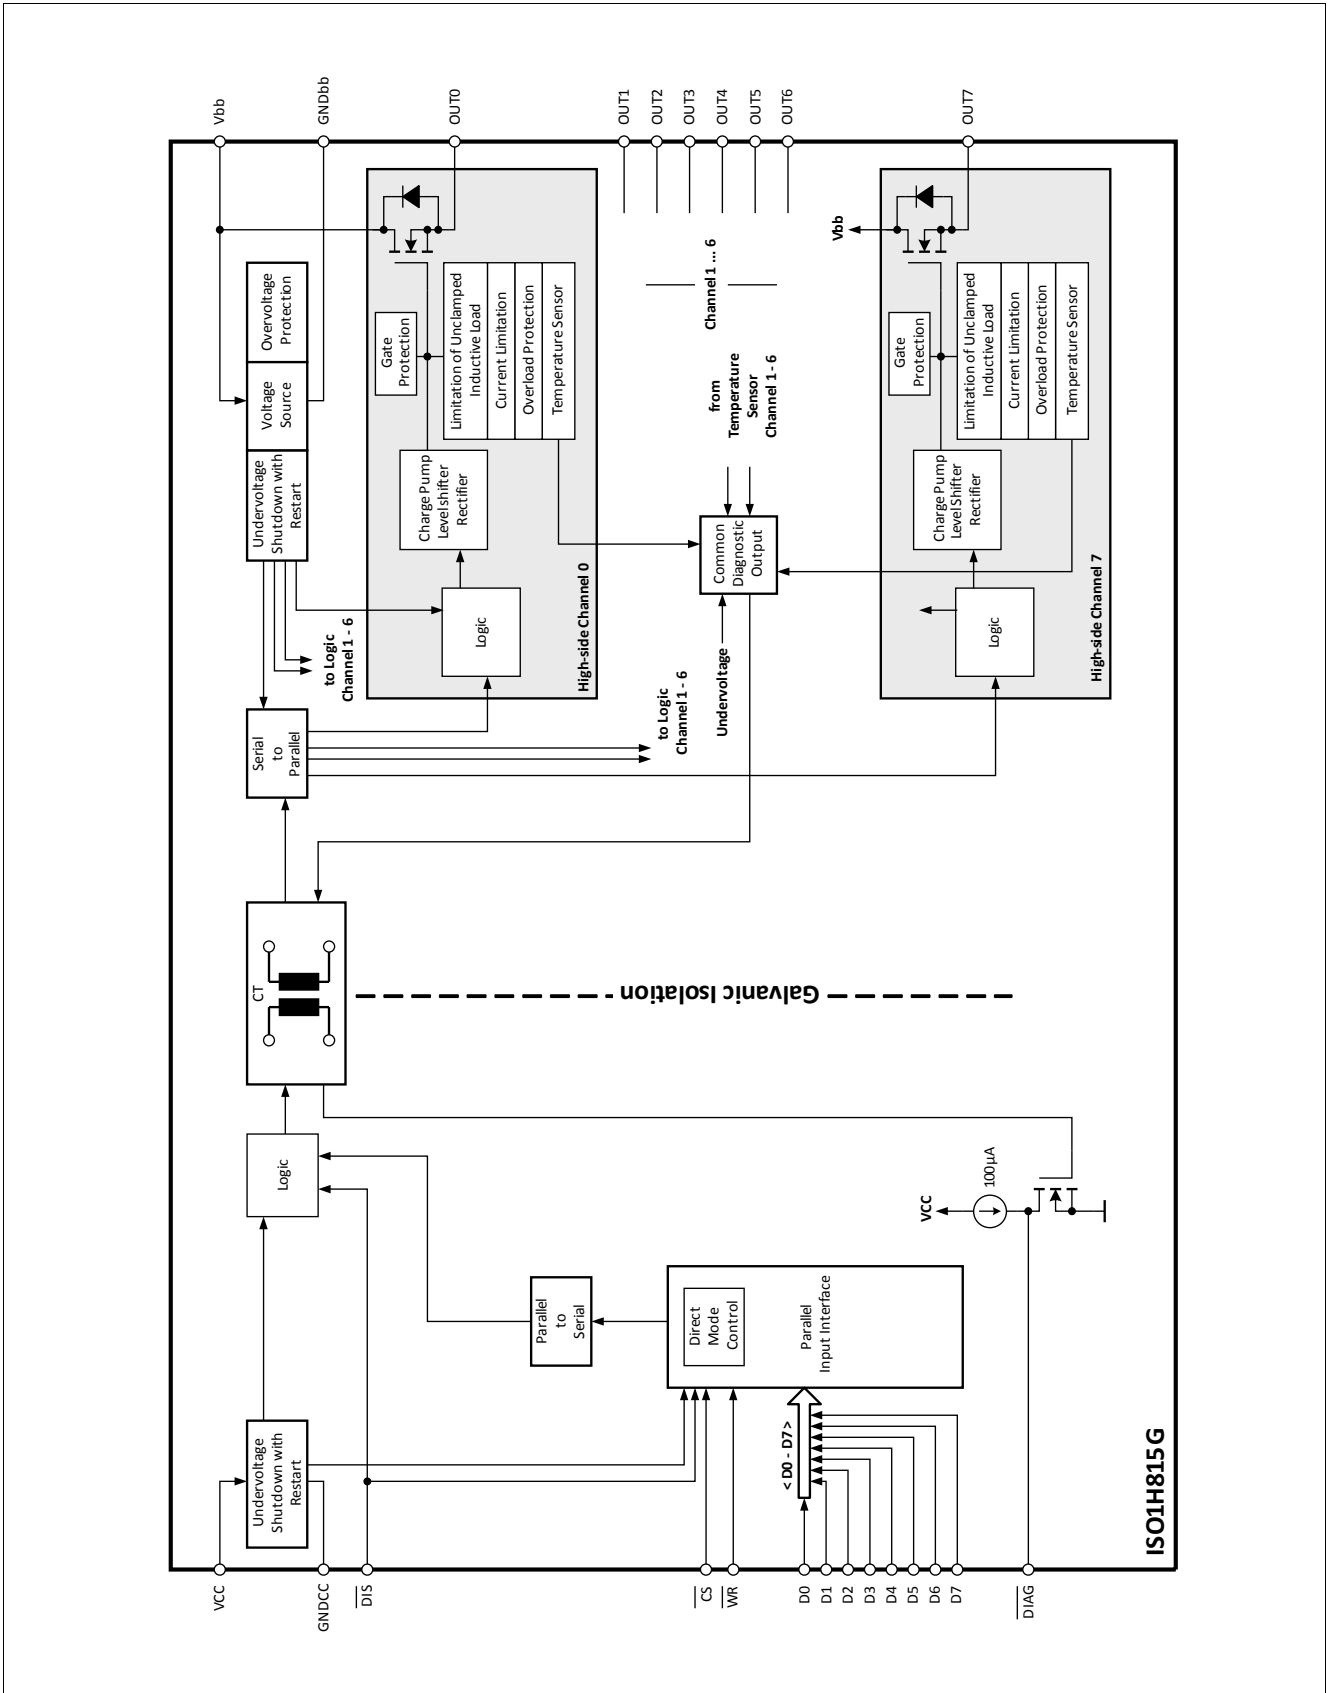 VCC
GNDCC
DIS
CS
WR
D0
D1
D2
D3
D4
D5
D6
D7
DIAG
Undervoltage
Shutdown with
Restart
Logic
Parallel
to
Serial
Direct
Mode
Control
Parallel
Input Interface
< D0 - D7 >
VCC
100µA
CT
Galvanic Isolation
Serial
to
Parallel
to Logic
Channel 1 - 6
to Logic
Channel 1 - 6
Undervoltage
Shutdown with
Restart
Voltage
Source
Overvoltage
Protection
Vbb
GNDbb
Logic
Charge Pump
Level shifter
Rectifier
Gate
Protection
Limitation of Unclamped
Inductive Load
Current Limitation
Overload Protection
Temperature Sensor
High-side Channel 0
OUT0
Undervoltage
Common
Diagnostic
Output
from
Temperature
Sensor
Channel 1 - 6
Channel 1 ... 6
OUT1
OUT2
OUT3
OUT4
OUT5
OUT6
Vbb
Logic
Charge Pump
Level shifter
Rectifier
Gate
Protection
Limitation of Unclamped
Inductive Load
Current Limitation
Overload Protection
Temperature Sensor
High-side Channel 7
OUT7
ISO1H815G